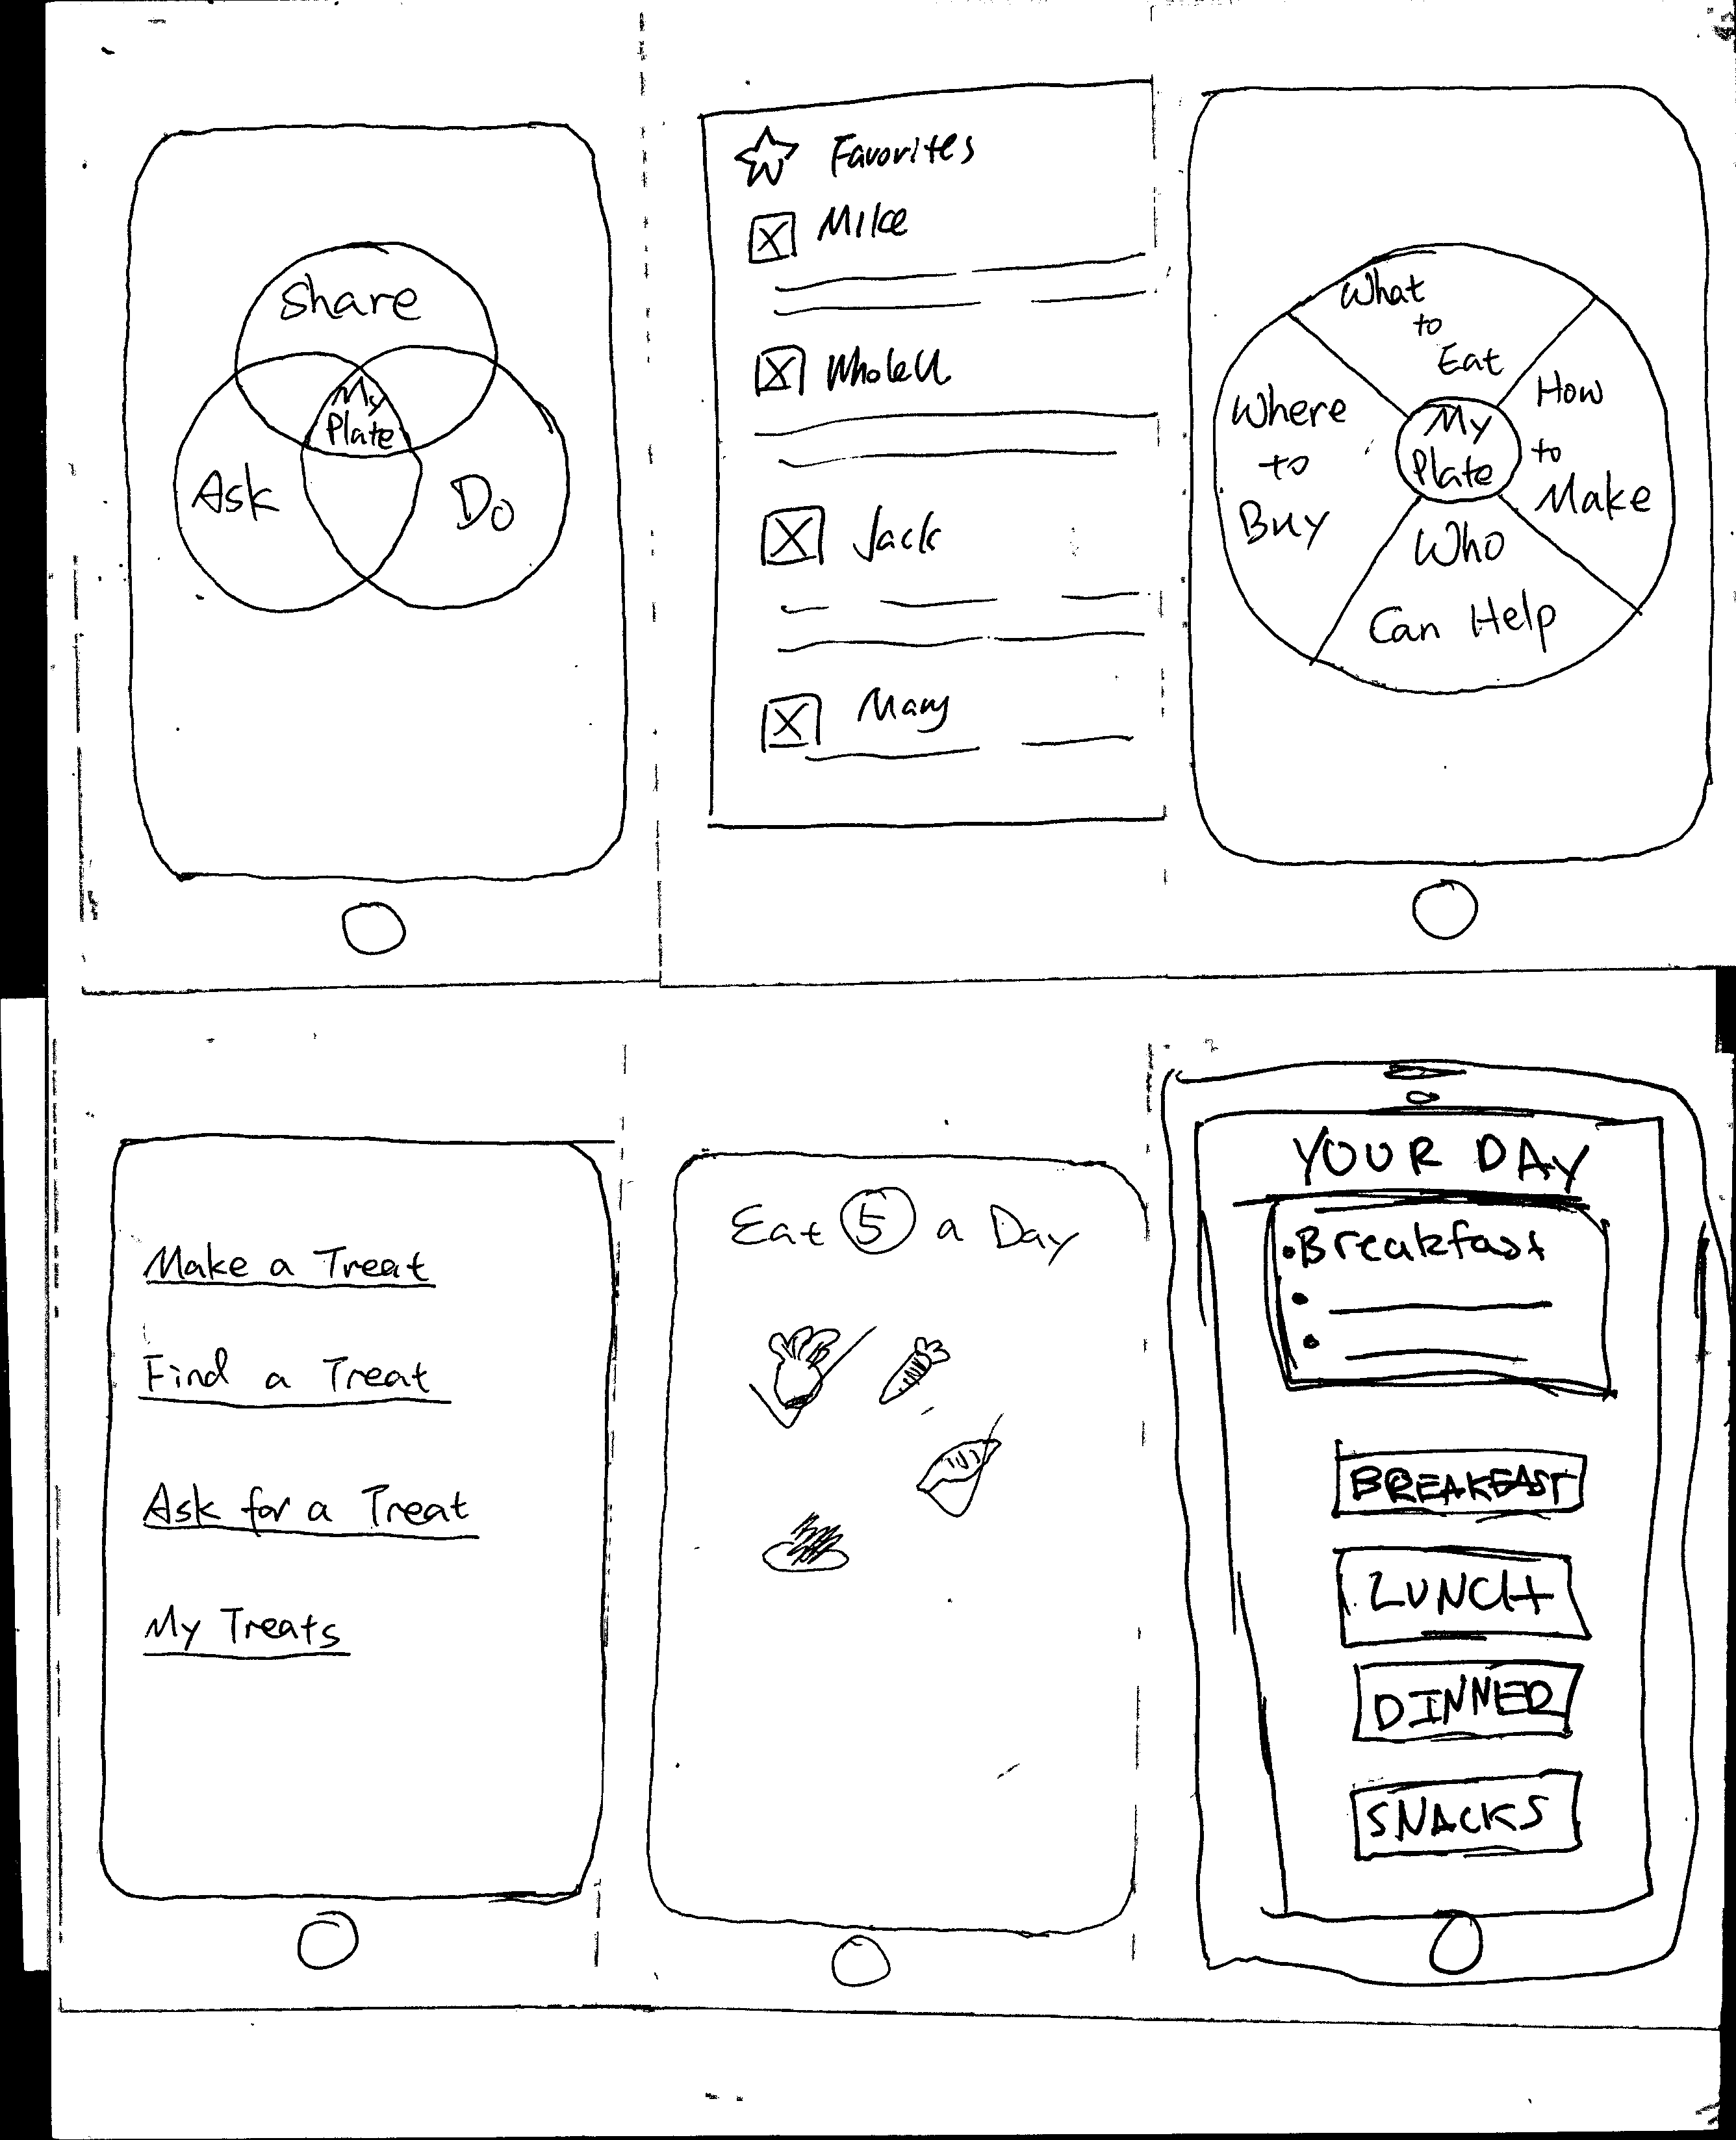 Share
My
Plate
Ask
Do
Favorites
Mike
Jack
Mary
What
to
Eat
Where
to
Buy
My
Plate
How
to
Make
Who
Can Help
Make a Treat
Find a Treat
Ask for a Treat
My Treats
Eat 5 a Day
YOUR DAY
Breakfast
BREAKFAST
LUNCH
DINNER
SNACKS